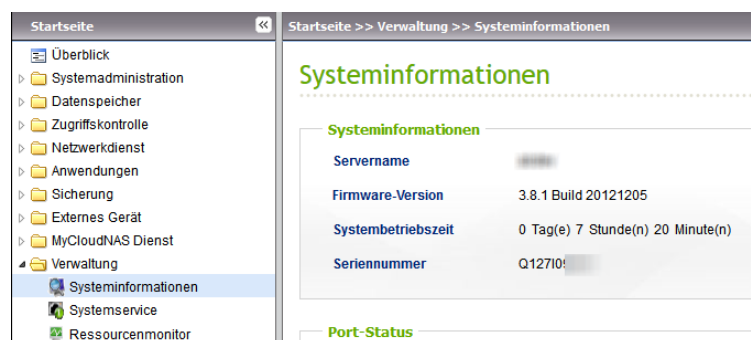 Startseite
Überblick
Systemadministration
Datenspeicher
Zugriffskontrolle
Netzwerkdienst
Anwendungen
Sicherung
Externes Gerät
MyCloudNAS Dienst
Verwaltung
Systeminformationen
Systemservice
Ressourcenmonitor
Startseite >> Verwaltung >> Systeminformationen
Systeminformationen
Systeminformationen
Servername
Firmware-Version 3.8.1 Build 20121205
Systembetriebszeit 0 Tag(e) 7 Stunde(n) 20 Minute(n)
Seriennummer
Port-Status